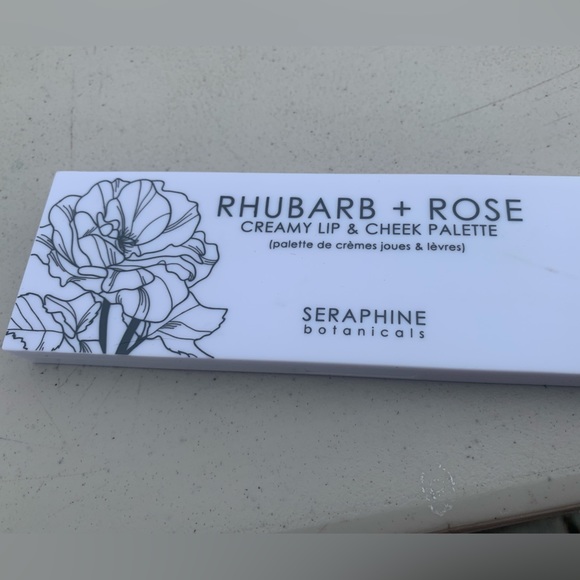 RHUBARB + ROSE
CREAMY LIP & CHEEK PALETTE
(palette de crèmes joues & lèvres)
SERAPHINE
botanicals